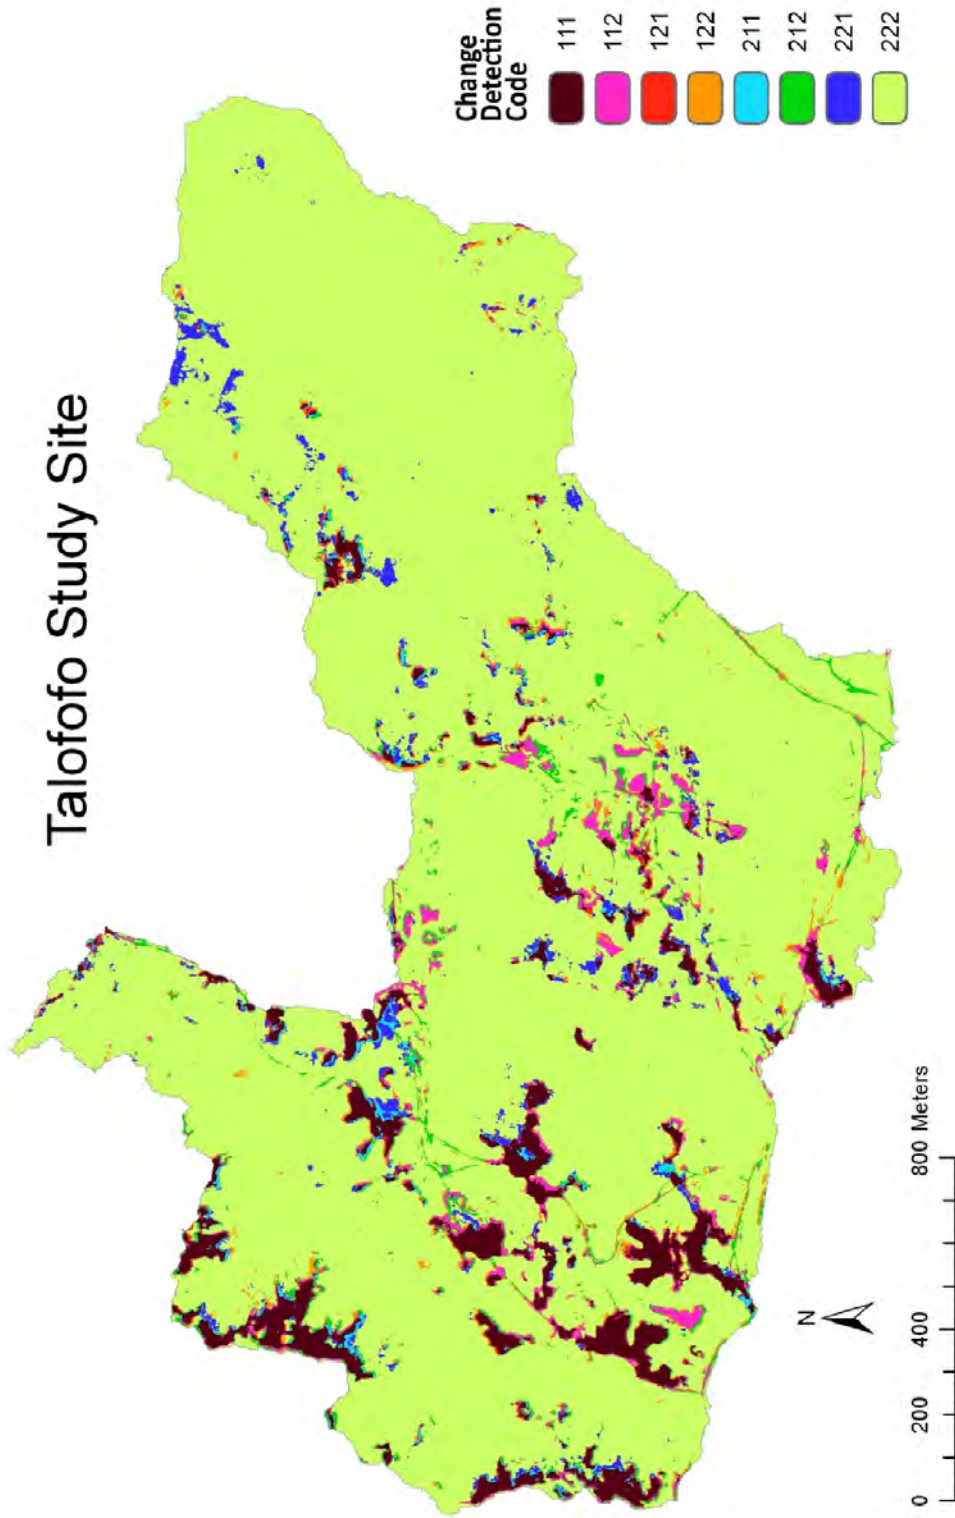 Talofofo Study Site
Change
Detection
Code
111
112
121
122
211
212
221
222
N
0 200 400 800 Meters